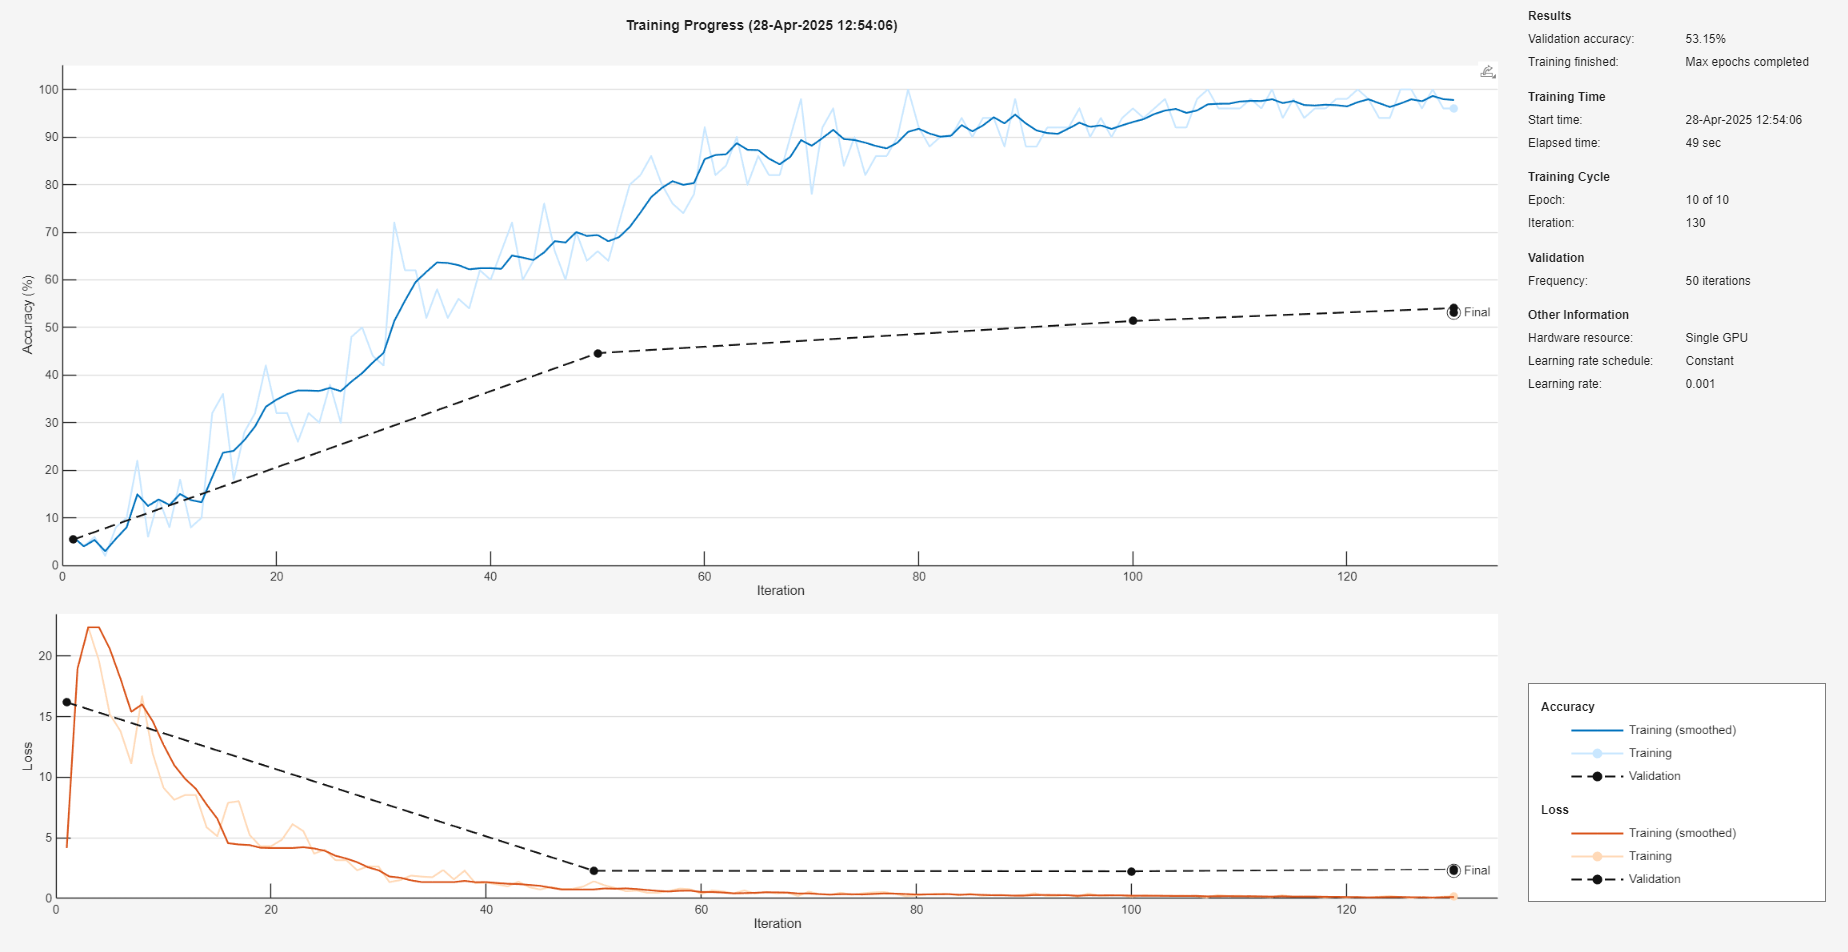 Training Progress (28-Apr-2025 12:54:06)
100
90
80
70
60
50
40
30
20
10
0
Accuracy (%)
Final
0 20 40 60 80 100 120
Iteration
20
15
10
5
0
Loss
Final
0 20 40 60 80 100 120
Iteration
Results
Validation accuracy: 53.15%
Training finished: Max epochs completed
Training Time
Start time: 28-Apr-2025 12:54:06
Elapsed time: 49 sec
Training Cycle
Epoch: 10 of 10
Iteration: 130
Validation
Frequency: 50 iterations
Other Information
Hardware resource: Single GPU
Learning rate schedule: Constant
Learning rate: 0.001
Accuracy
Training (smoothed)
Training
Validation
Loss
Training (smoothed)
Training
Validation